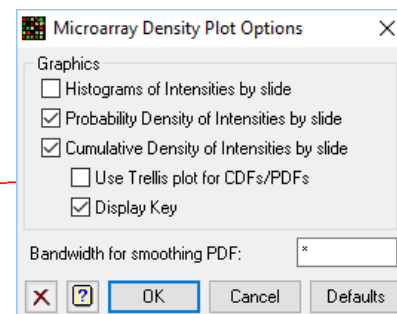 Microarray Density Plot Options
Graphics
Histograms of Intensities by slide
Probability Density of Intensities by slide
Cumulative Density of Intensities by slide
Use Trellis plot for CDFs/PDFs
Display Key
Bandwidth for smoothing PDF: *
OK Cancel Defaults